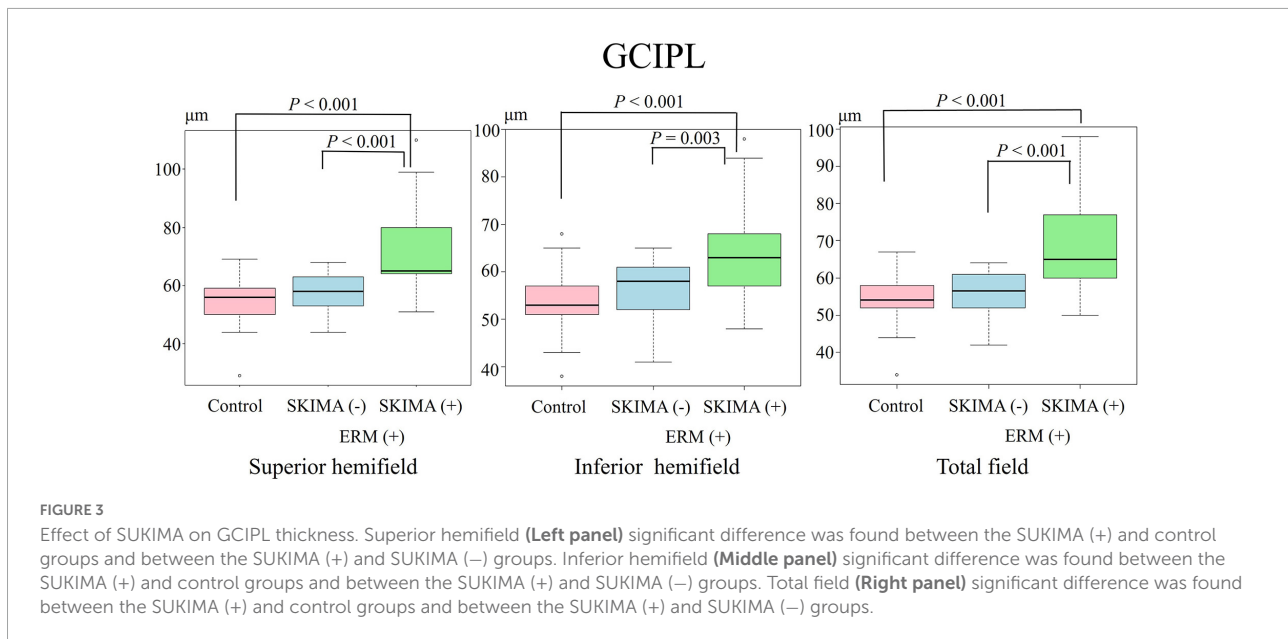 GCIPL
P < 0.001
P < 0.001
P < 0.001
μm
P < 0.001
μm
P = 0.003
μm
P < 0.001
100
80
60
40
100
90
80
70
60
50
40
100
90
80
70
60
50
40
Control SKIMA (-) SKIMA (+)
ERM (+)
Superior hemifield
Control SKIMA (-) SKIMA (+)
ERM (+)
Inferior hemifield
Control SKIMA (-) SKIMA (+)
ERM (+)
Total field
FIGURE 3
Effect of SUKIMA on GCIPL thickness. Superior hemifield (Left panel) significant difference was found between the SUKIMA (+) and control
groups and between the SUKIMA (+) and SUKIMA (−) groups. Inferior hemifield (Middle panel) significant difference was found between the
SUKIMA (+) and control groups and between the SUKIMA (+) and SUKIMA (−) groups. Total field (Right panel) significant difference was found
between the SUKIMA (+) and control groups and between the SUKIMA (+) and SUKIMA (−) groups.